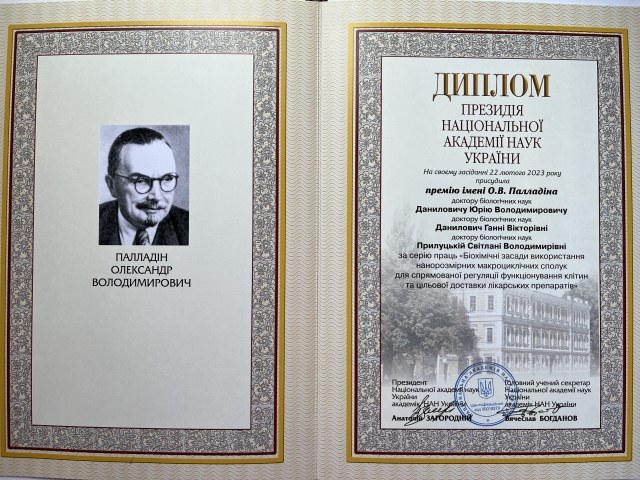 ПАЛЛАДІН
ОЛЕКСАНДР
ВОЛОДИМИРОВИЧ
ДИПЛОМ
ПРЕЗИДІЯ
НАЦІОНАЛЬНОЇ
АКАДЕМІЇ НАУК
УКРАЇНИ
На своєму засіданні 22 лютого 2023 року
присудила
премію імені О.В. Палладіна
доктору біологічних наук
Даниловичу Юрію Володимировичу
доктору біологічних наук
Данилович Ганні Вікторівні
доктору біологічних наук
Прилуцькій Світлані Володимирівні
за серію праць «Біохімічні засади використання
нанорозмірних макроциклічних сполук
для спрямованої регуляції функціонування клітин
та цільової доставки лікарських препаратів»
Президент
Національної академії наук
України
академік НАН України
Анатолій ЗАГОРОДНІЙ
Головний учений секретар
Національної академії наук
України
академік НАН України
Вячеслав БОГДАНОВ